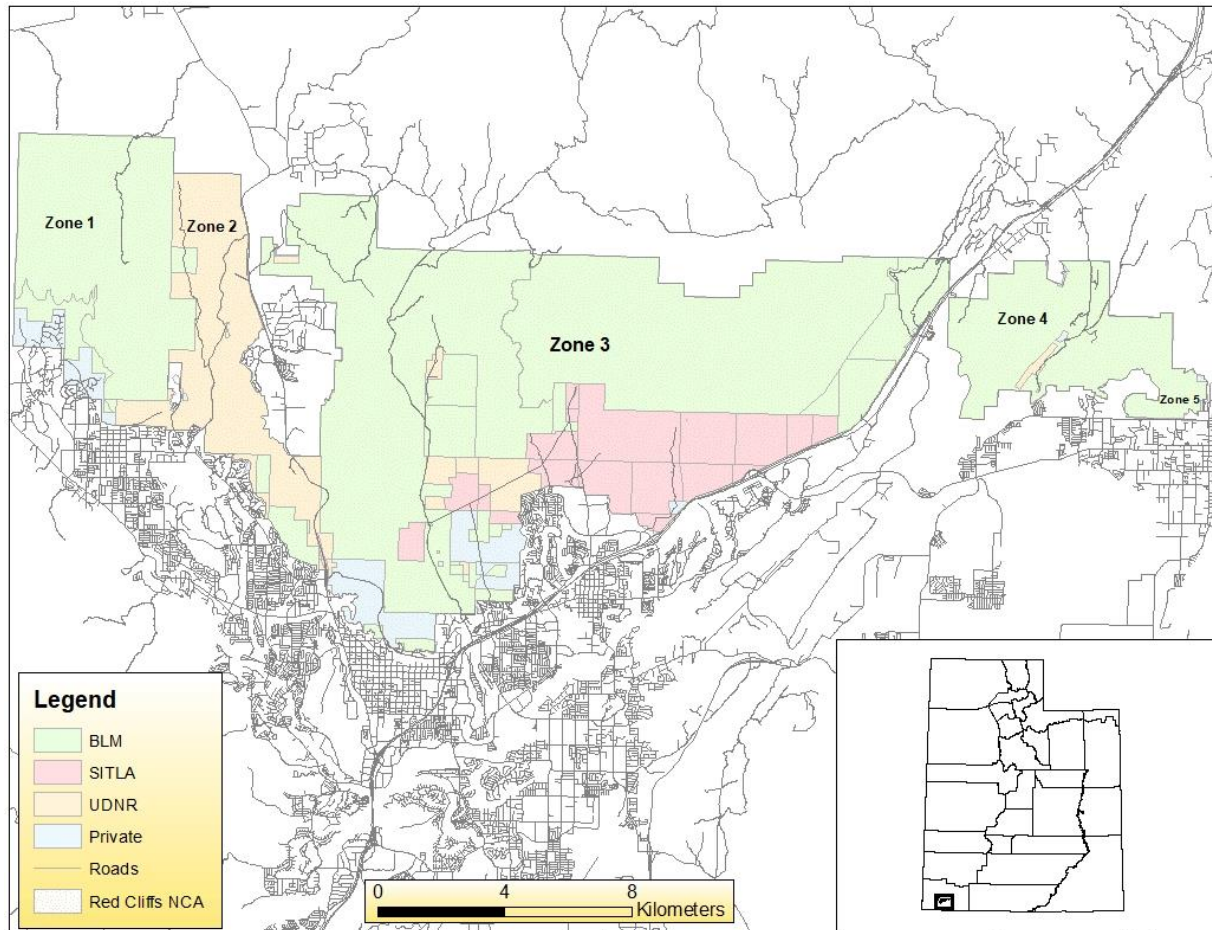 Zone 1
Zone 2
Zone 3
Zone 4
Zone 5
Legend
BLM
SITLA
UDNR
Private
Roads
Red Cliffs NCA
0 4 8
Kilometers